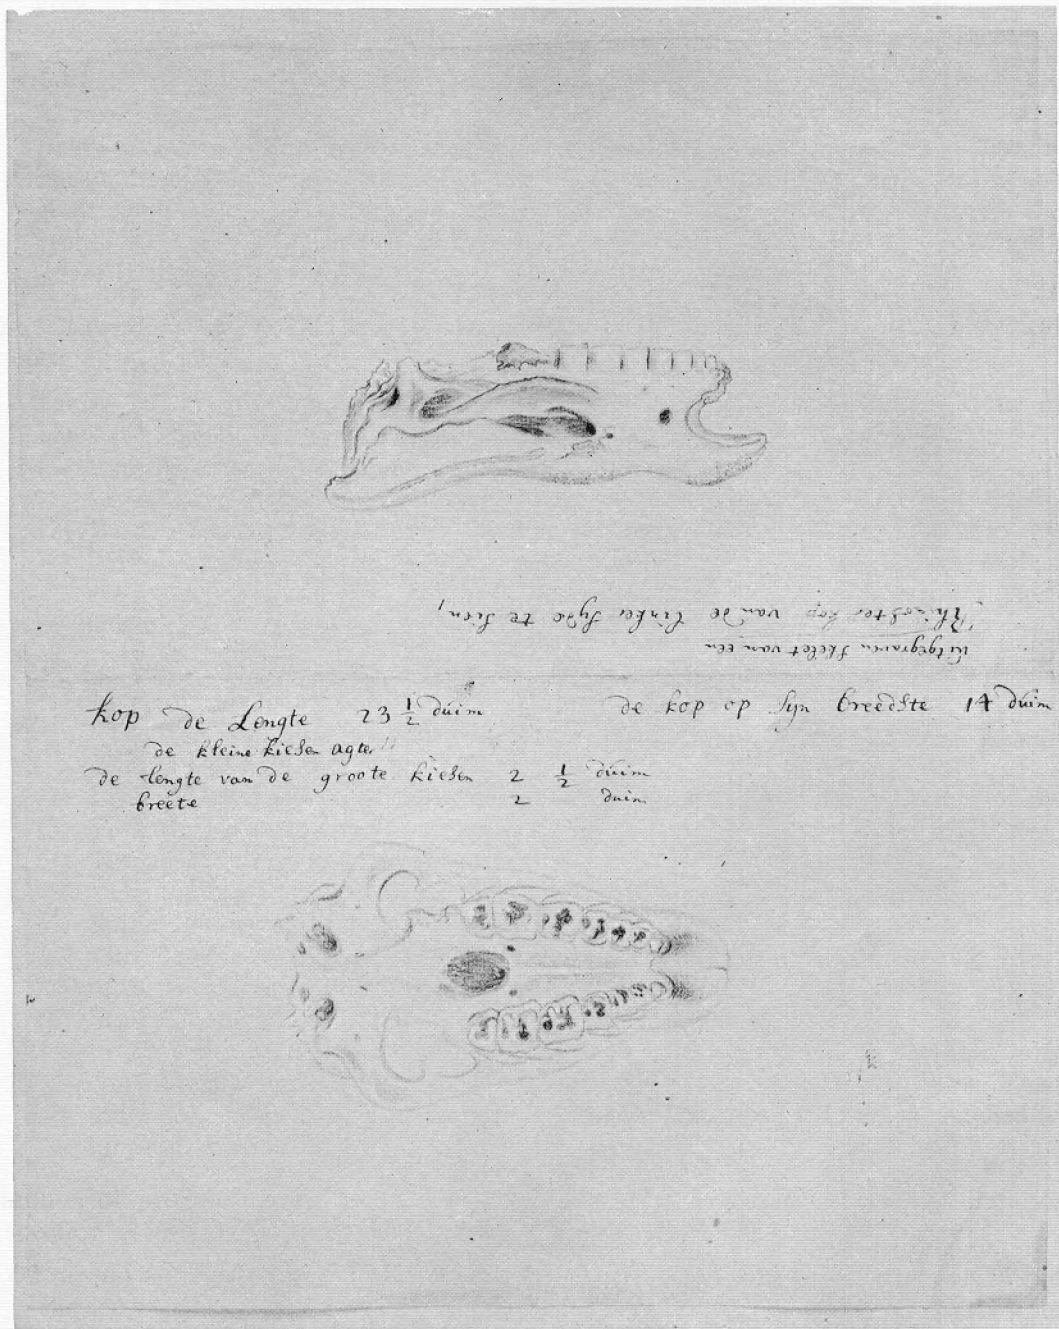 uitgegraven skelet van een
Rhinoster kop van de linker syde te sien,
kop de Lengte 23 1/2 duim
de kop op syn breedste 14 duim
de kleine kiesen agter
de lengte van de groote kiesen 2 1/2 duim
breete 2 duim